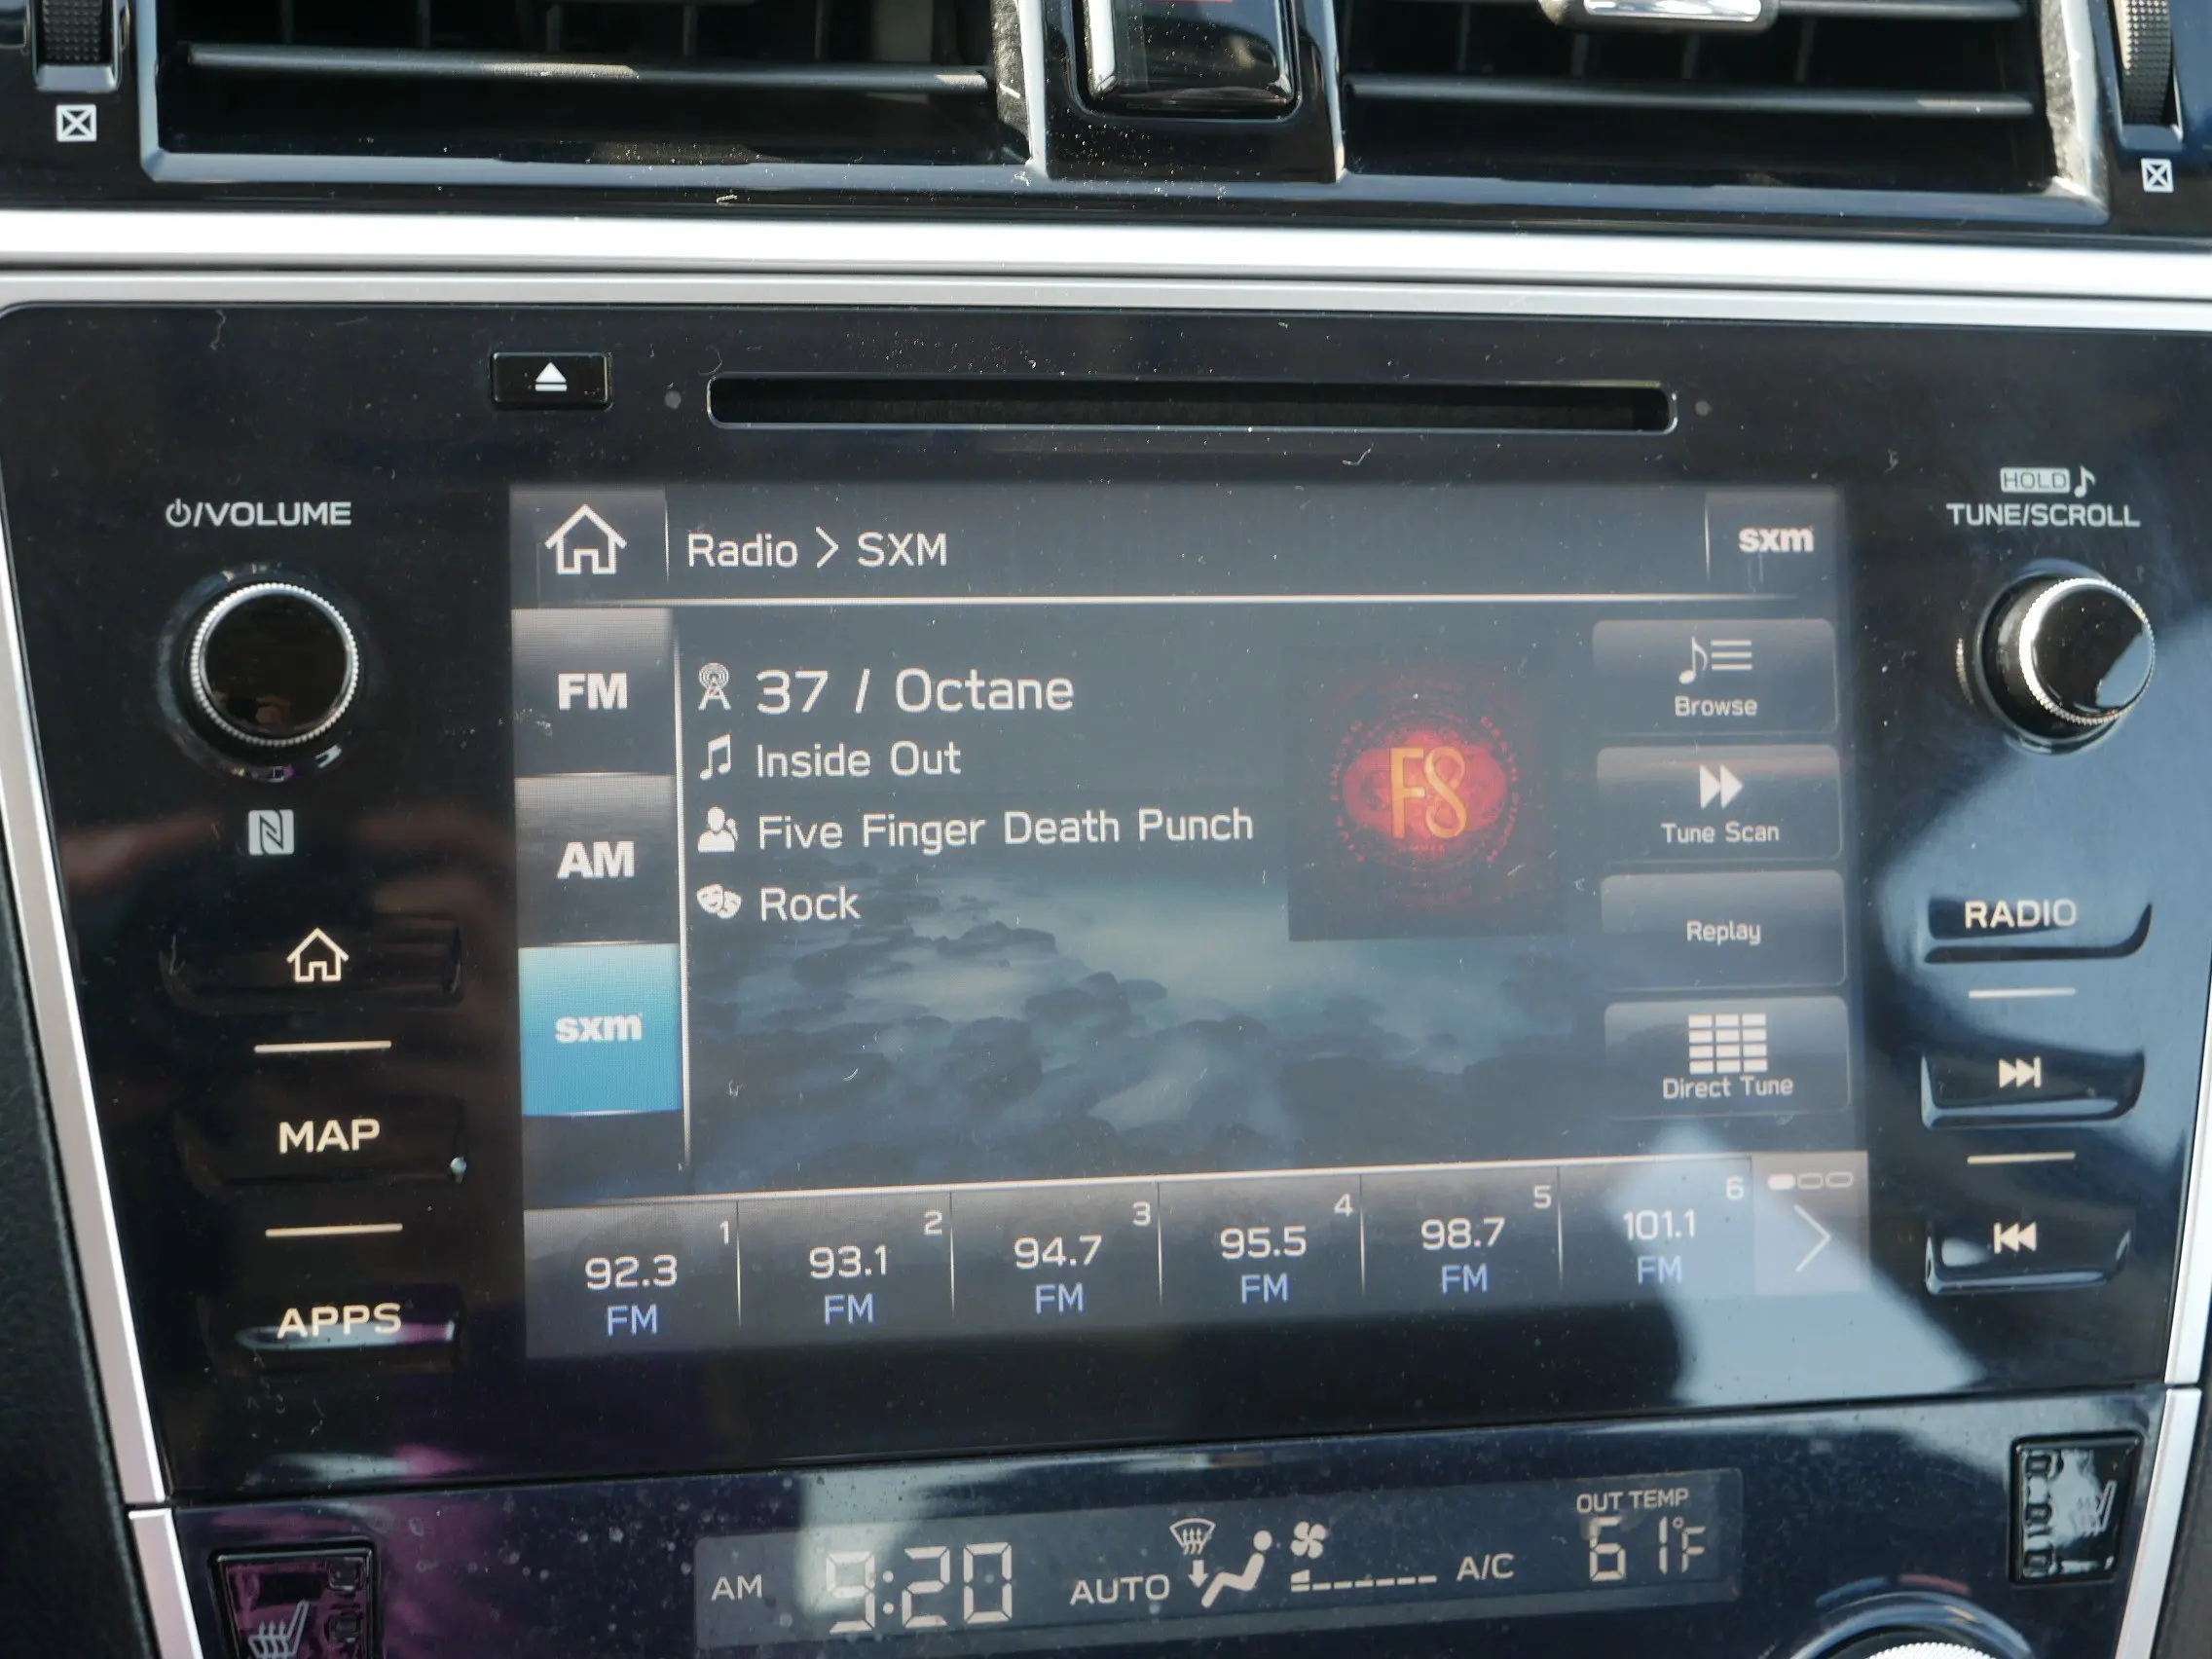 HOLD
⏻/VOLUME
TUNE/SCROLL
Radio > SXM
sxm
FM
37 / Octane
Browse
Inside Out
F8
Tune Scan
AM
Five Finger Death Punch
Rock
Replay
RADIO
sxm
Direct Tune
MAP
1 2 3 4 5 6
92.3 93.1 94.7 95.5 98.7 101.1
FM FM FM FM FM FM
APPS
OUT TEMP
AM 9:20 AUTO A/C 61°F